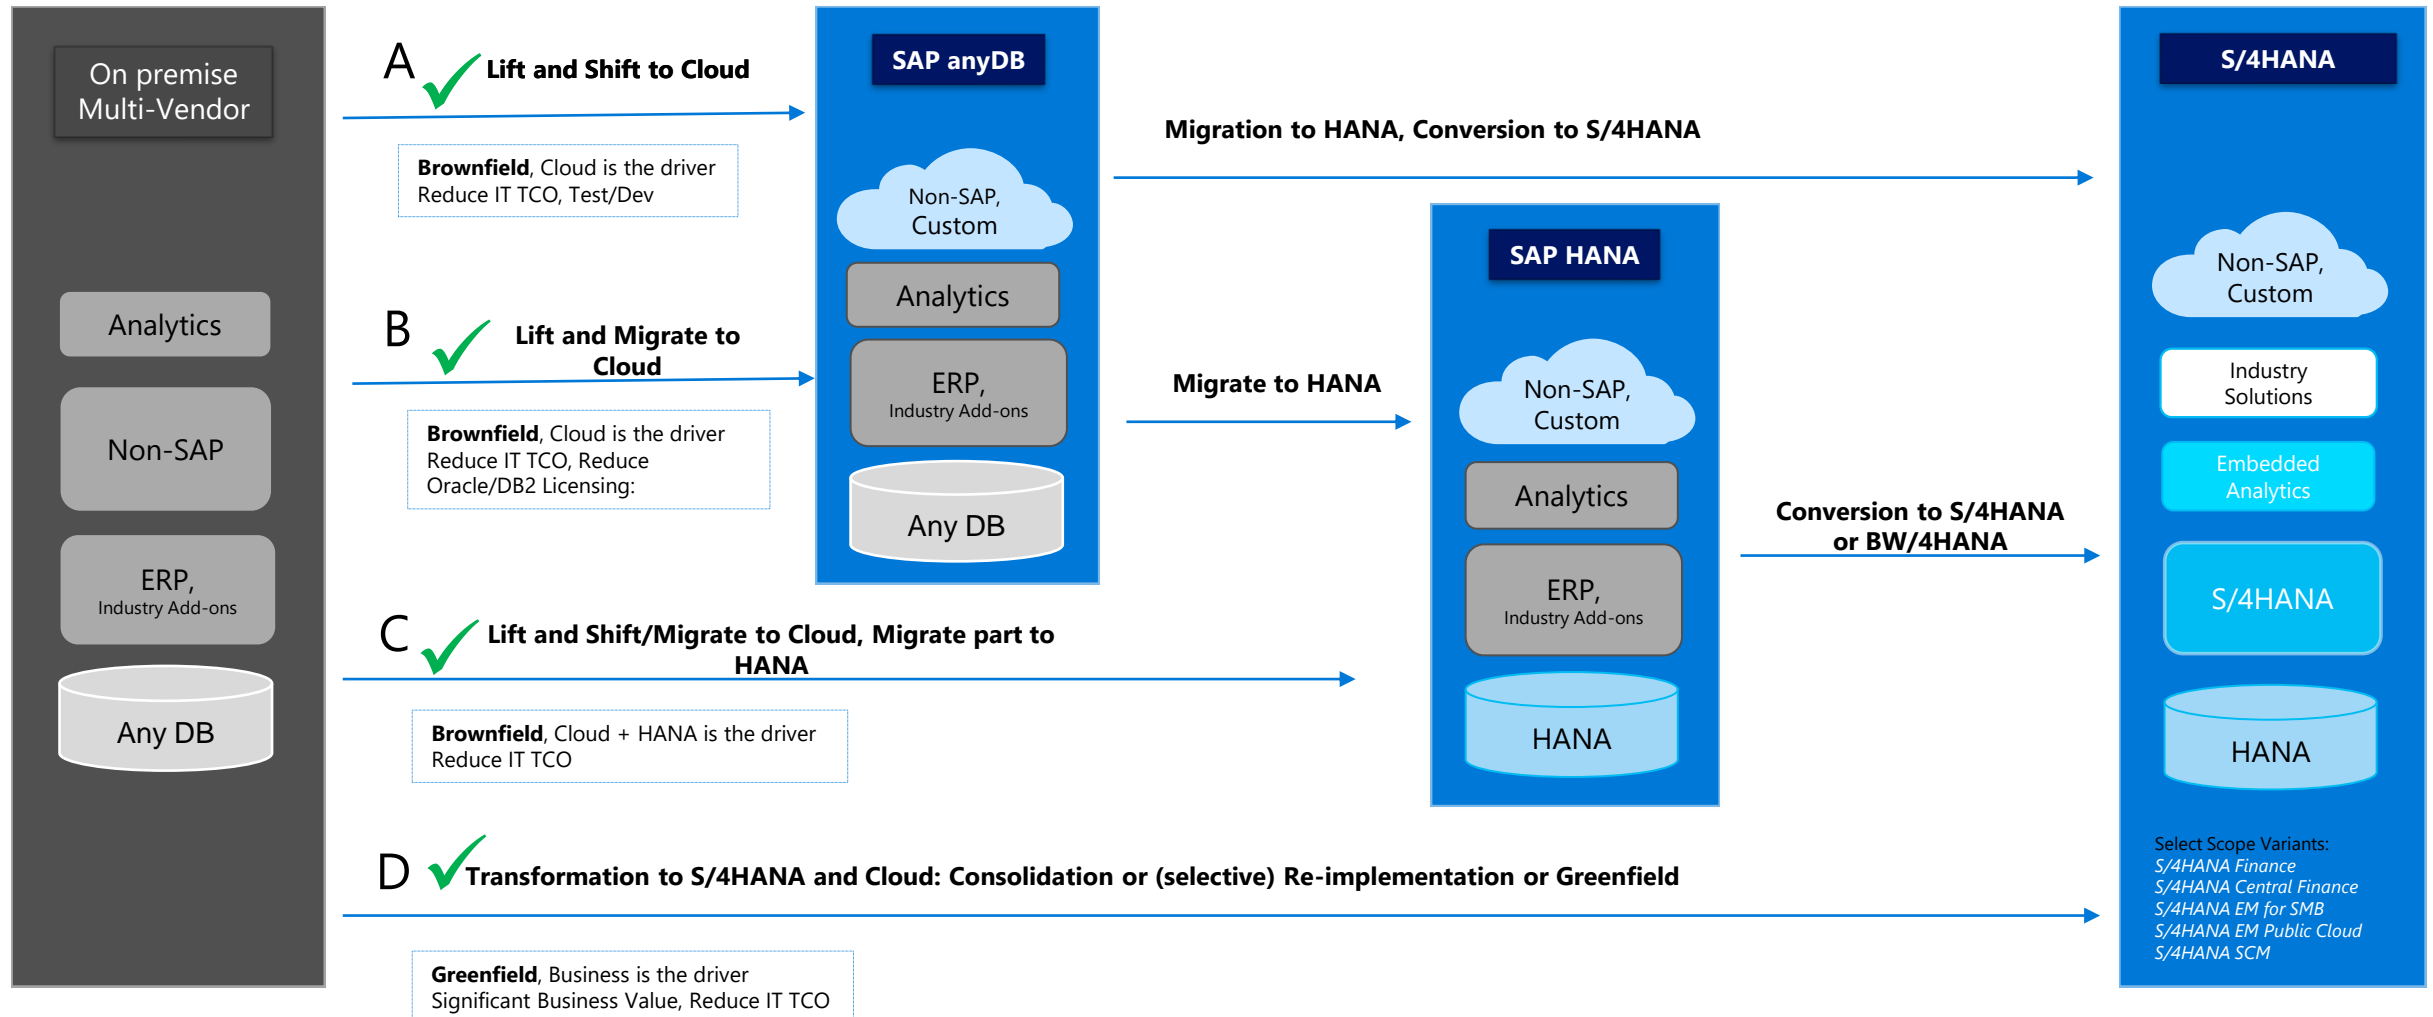 On premise
Multi-Vendor
Analytics
Non-SAP
ERP,
Industry Add-ons
Any DB
A
Lift and Shift to Cloud
Brownfield, Cloud is the driver
Reduce IT TCO, Test/Dev
B
Lift and Migrate to
Cloud
Brownfield, Cloud is the driver
Reduce IT TCO, Reduce
Oracle/DB2 Licensing:
C
Lift and Shift/Migrate to Cloud, Migrate part to
HANA
Brownfield, Cloud + HANA is the driver
Reduce IT TCO
D
Transformation to S/4HANA and Cloud: Consolidation or (selective) Re-implementation or Greenfield
Greenfield, Business is the driver
Significant Business Value, Reduce IT TCO
SAP anyDB
Non-SAP,
Custom
Analytics
ERP,
Industry Add-ons
Any DB
Migration to HANA, Conversion to S/4HANA
Migrate to HANA
SAP HANA
Non-SAP,
Custom
Analytics
ERP,
Industry Add-ons
HANA
Conversion to S/4HANA
or BW/4HANA
S/4HANA
Non-SAP,
Custom
Industry
Solutions
Embedded
Analytics
S/4HANA
HANA
Select Scope Variants:
S/4HANA Finance
S/4HANA Central Finance
S/4HANA EM for SMB
S/4HANA EM Public Cloud
S/4HANA SCM